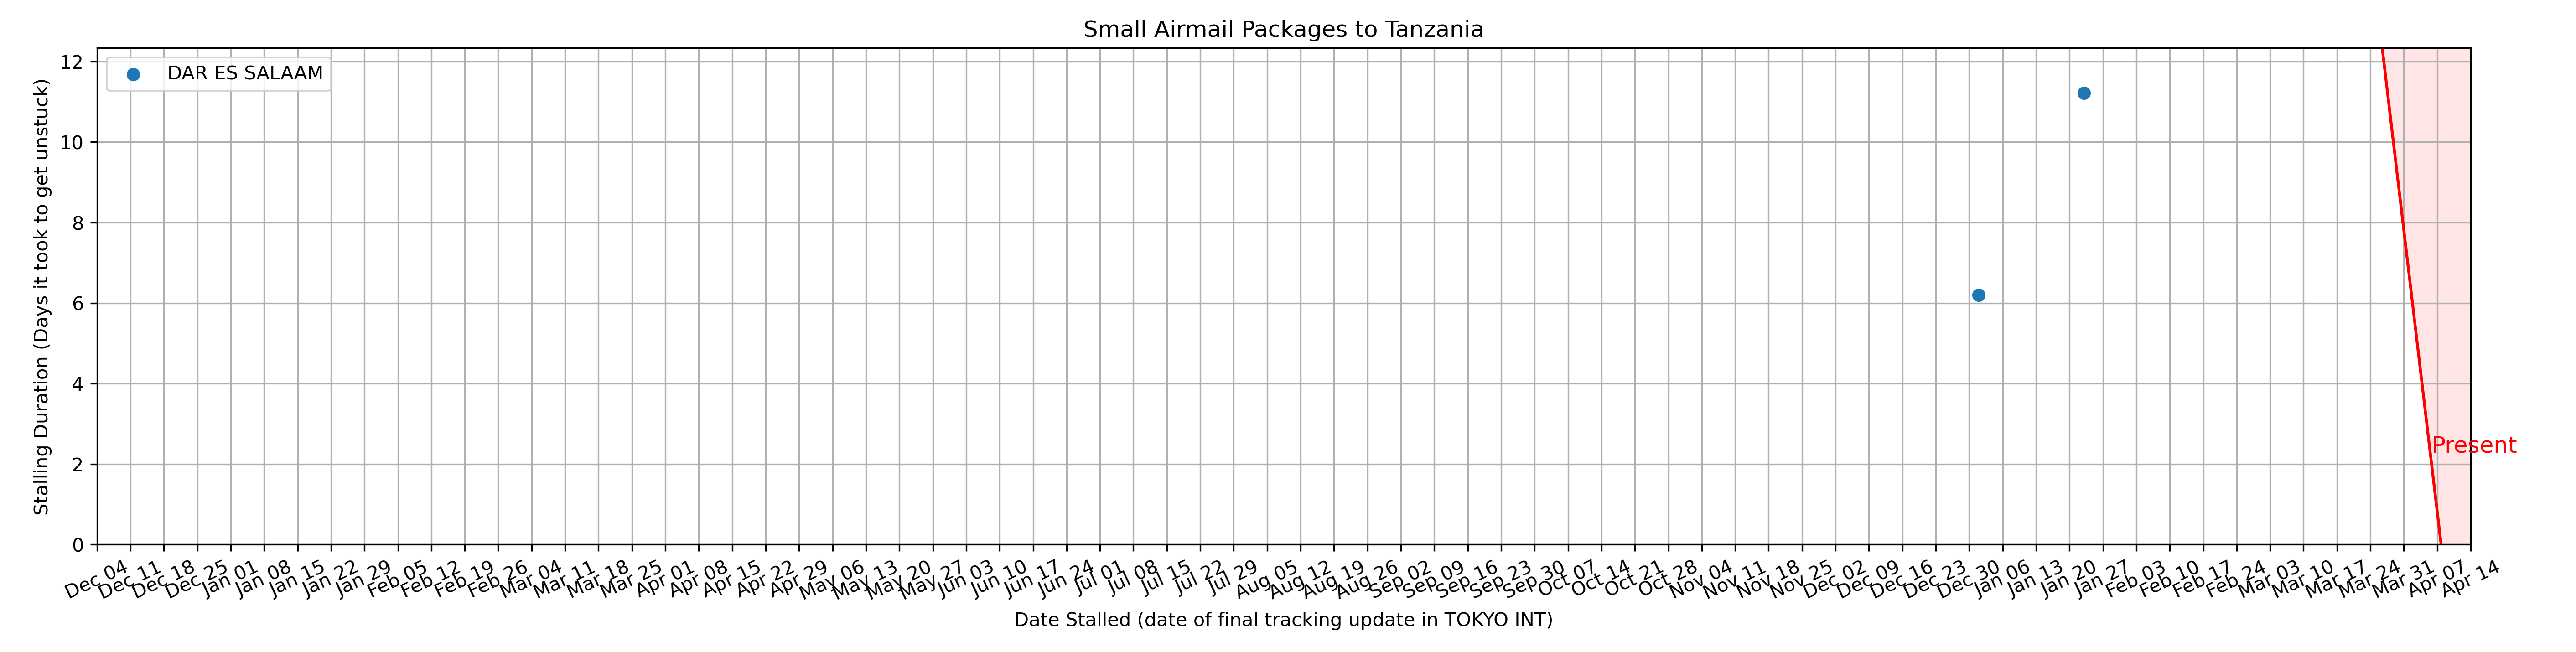 Small Airmail Packages to Tanzania
DAR ES SALAAM
Stalling Duration (Days it took to get unstuck)
12
10
8
6
4
2
0
Present
Dec 04
Dec 11
Dec 18
Dec 25
Jan 01
Jan 08
Jan 15
Jan 22
Jan 29
Feb 05
Feb 12
Feb 19
Feb 26
Mar 04
Mar 11
Mar 18
Mar 25
Apr 01
Apr 08
Apr 15
Apr 22
Apr 29
May 06
May 13
May 20
May 27
Jun 03
Jun 10
Jun 17
Jun 24
Jul 01
Jul 08
Jul 15
Jul 22
Jul 29
Aug 05
Aug 12
Aug 19
Aug 26
Sep 02
Sep 09
Sep 16
Sep 23
Sep 30
Oct 07
Oct 14
Oct 21
Oct 28
Nov 04
Nov 11
Nov 18
Nov 25
Dec 02
Dec 09
Dec 16
Dec 23
Dec 30
Jan 06
Jan 13
Jan 20
Jan 27
Feb 03
Feb 10
Feb 17
Feb 24
Mar 03
Mar 10
Mar 17
Mar 24
Mar 31
Apr 07
Apr 14
Date Stalled (date of final tracking update in TOKYO INT)